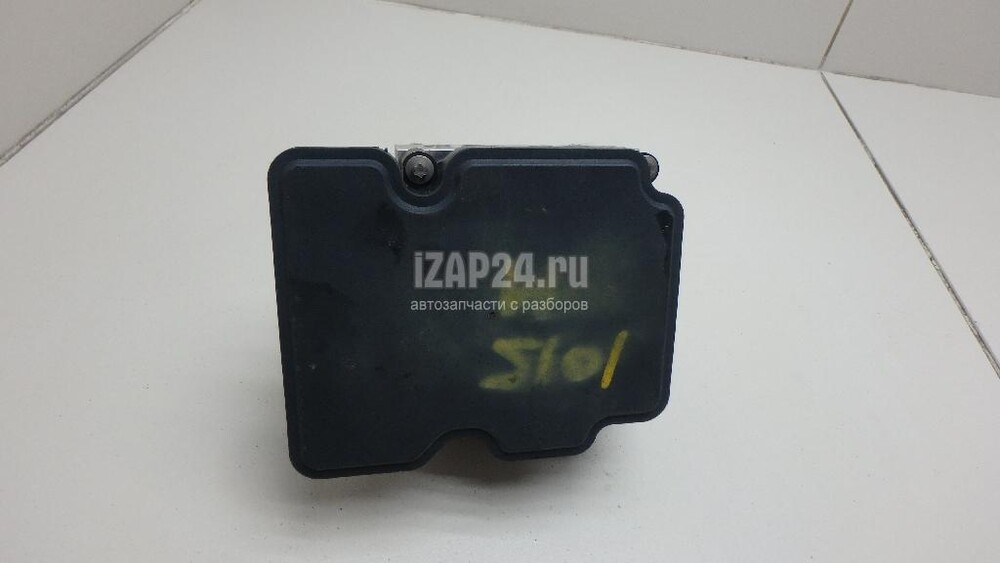 iZAP24.ru
автозапчасти с разборов